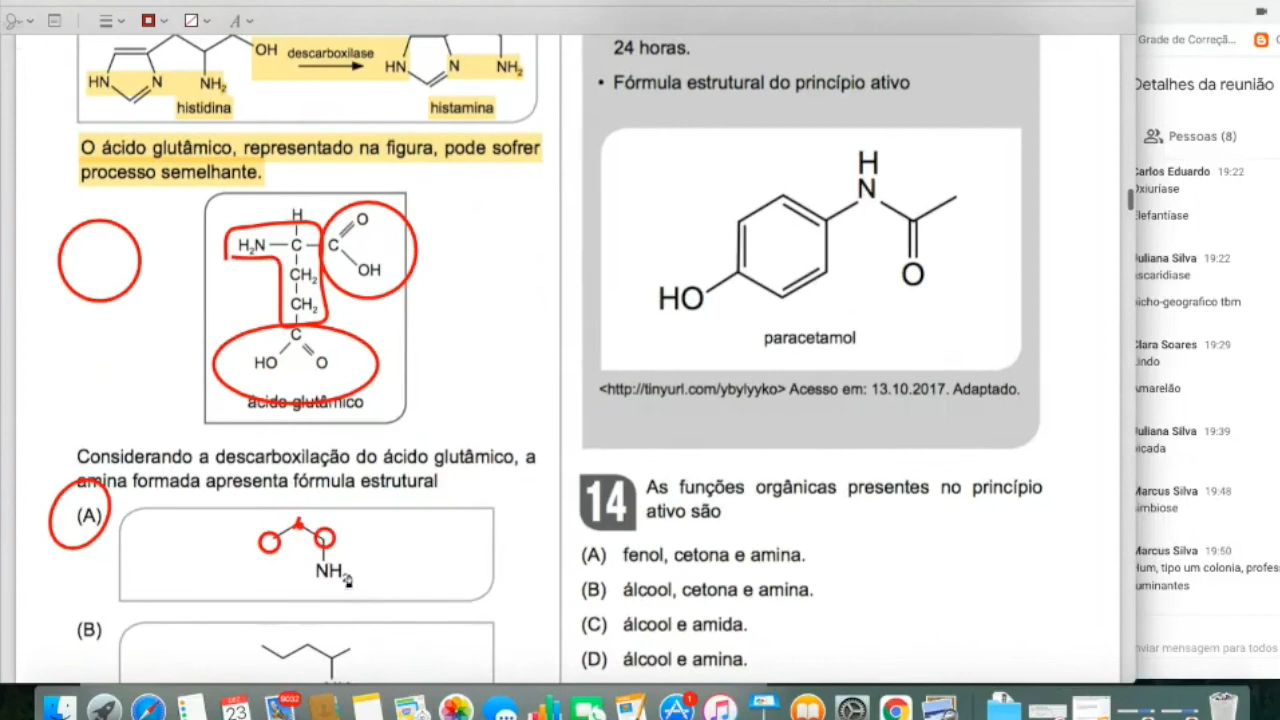 OH
descarboxilase
HN
N
NH2
histidina
HN
N
NH2
histamina
O ácido glutâmico, representado na figura, pode sofrer
processo semelhante.
H
O
H2N — C — C
OH
CH2
CH2
C
HO
O
ácido glutâmico
Considerando a descarboxilação do ácido glutâmico, a
amina formada apresenta fórmula estrutural
(A)
NH2
(B)
24 horas.
• Fórmula estrutural do princípio ativo
H
N
O
HO
paracetamol
<http://tinyurl.com/ybylyyko> Acesso em: 13.10.2017. Adaptado.
14
As funções orgânicas presentes no princípio
ativo são
(A) fenol, cetona e amina.
(B) álcool, cetona e amina.
(C) álcool e amida.
(D) álcool e amina.
Grade de Correçã...
Detalhes da reunião
Pessoas (8)
Carlos Eduardo 19:22
Oxiuríase
Elefantíase
Juliana Silva 19:22
ascaridiase
bicho-geografico tbm
Clara Soares 19:29
Lindo
Amarelão
Juliana Silva 19:39
picada
Marcus Silva 19:48
simbiose
Marcus Silva 19:50
Hum, tipo um colonia, profes
ruminantes
nviar mensagem para todos
23
9032
1